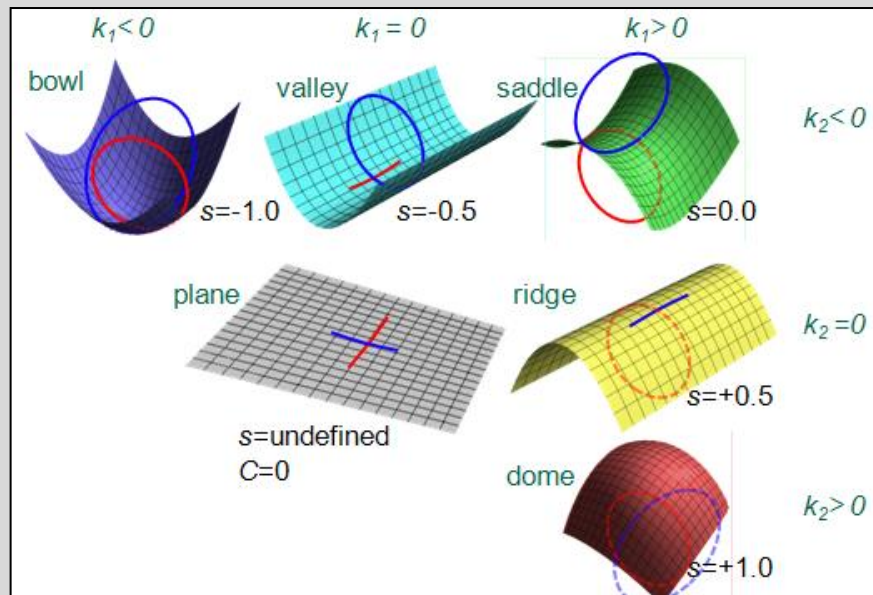 k₁< 0 k₁ = 0 k₁> 0
bowl
valley
saddle
k₂< 0
s=-1.0
s=-0.5
s=0.0
plane
ridge
k₂ =0
s=+0.5
s=undefined
C=0
dome
k₂> 0
s=+1.0